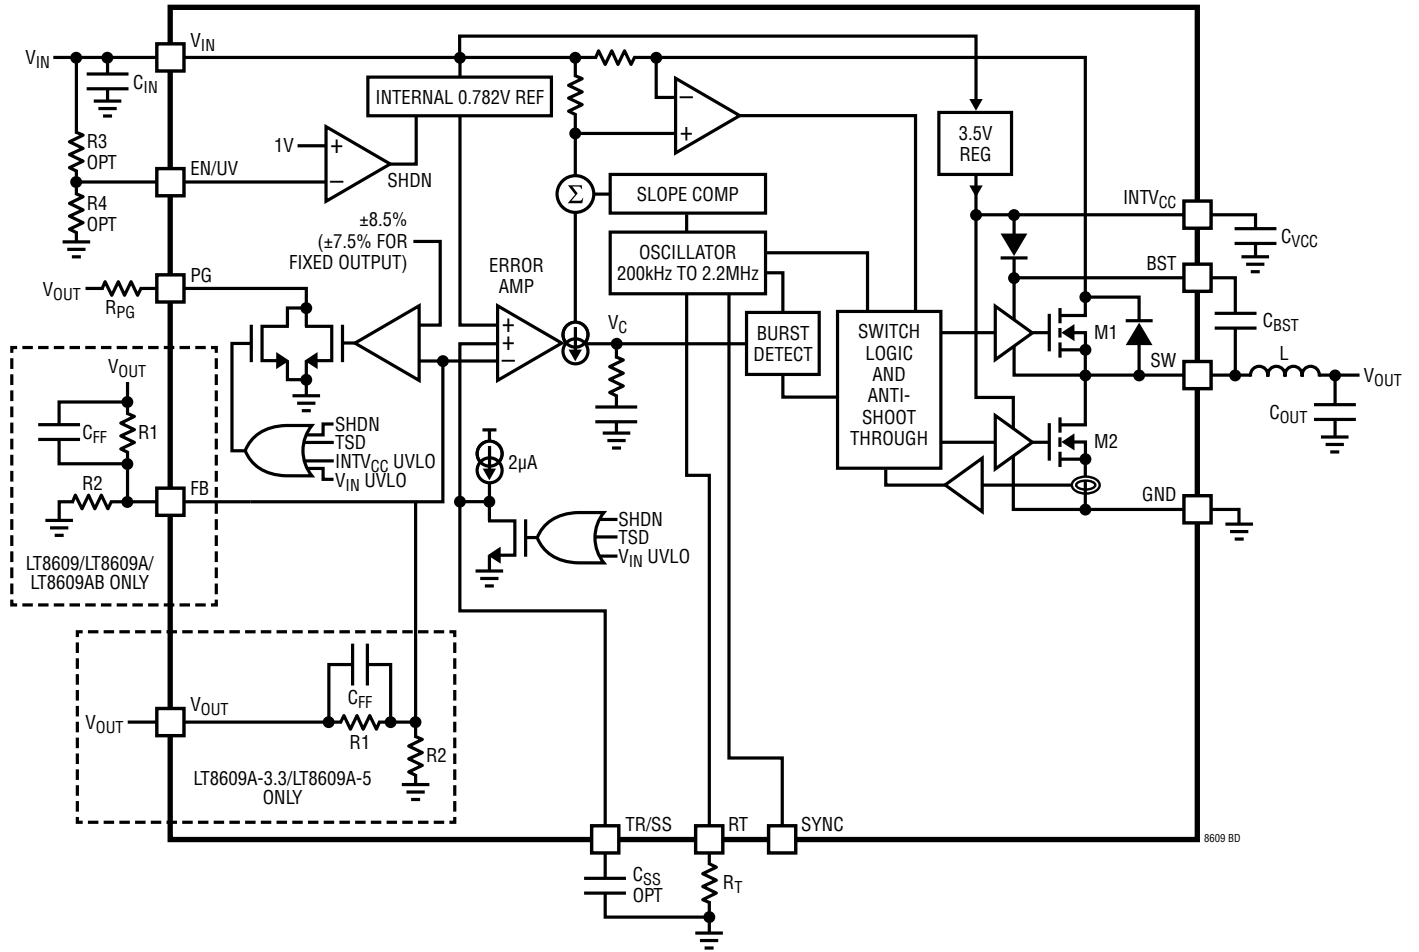 VIN
VIN
CIN
R3
OPT
EN/UV
R4
OPT
INTERNAL 0.782V REF
1V
+
−
SHDN
−
+
3.5V
REG
INTVCC
CVCC
Σ
SLOPE COMP
OSCILLATOR
200kHz TO 2.2MHz
±8.5%
(±7.5% FOR
FIXED OUTPUT)
ERROR
AMP
+
+
−
VC
BURST
DETECT
SWITCH
LOGIC
AND
ANTI-
SHOOT
THROUGH
BST
CBST
M1
SW
L
VOUT
COUT
M2
GND
PG
VOUT
RPG
VOUT
CFF
R1
R2
FB
LT8609/LT8609A/
LT8609AB ONLY
SHDN
TSD
INTVCC UVLO
VIN UVLO
2µA
SHDN
TSD
VIN UVLO
VOUT
VOUT
CFF
R1
R2
LT8609A-3.3/LT8609A-5
ONLY
TR/SS
RT
SYNC
8609 BD
CSS
OPT
RT